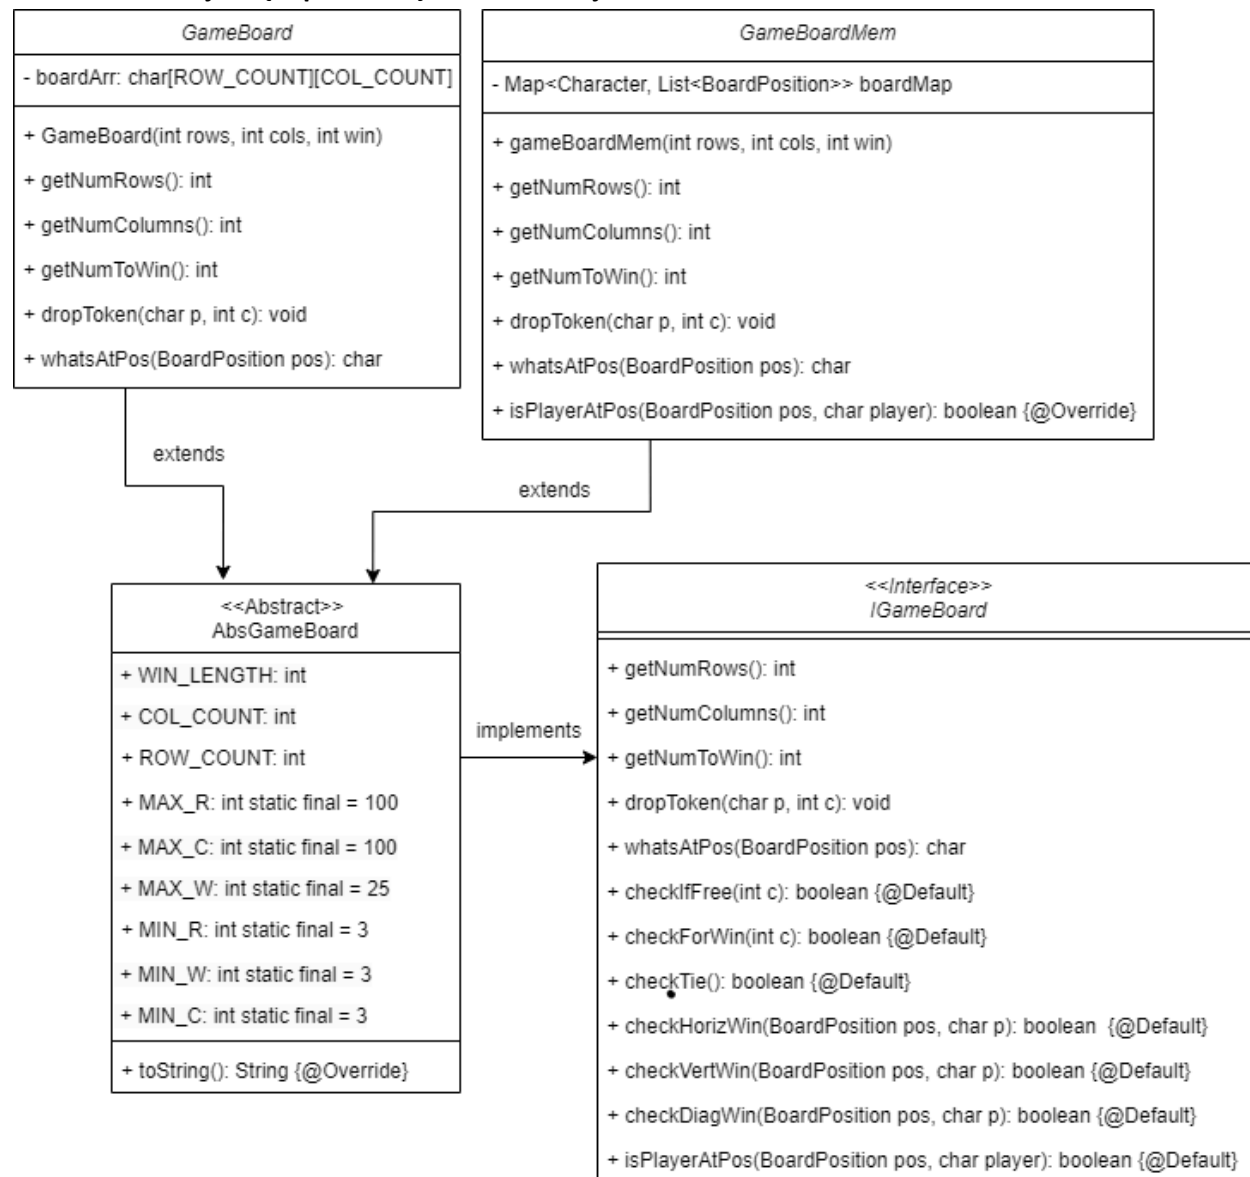 GameBoard
- boardArr: char[ROW_COUNT][COL_COUNT]
+ GameBoard(int rows, int cols, int win)
+ getNumRows(): int
+ getNumColumns(): int
+ getNumToWin(): int
+ dropToken(char p, int c): void
+ whatsAtPos(BoardPosition pos): char
GameBoardMem
- Map<Character, List<BoardPosition>> boardMap
+ gameBoardMem(int rows, int cols, int win)
+ getNumRows(): int
+ getNumColumns(): int
+ getNumToWin(): int
+ dropToken(char p, int c): void
+ whatsAtPos(BoardPosition pos): char
+ isPlayerAtPos(BoardPosition pos, char player): boolean {@Override}
extends
extends
<<Abstract>>
AbsGameBoard
+ WIN_LENGTH: int
+ COL_COUNT: int
+ ROW_COUNT: int
+ MAX_R: int static final = 100
+ MAX_C: int static final = 100
+ MAX_W: int static final = 25
+ MIN_R: int static final = 3
+ MIN_W: int static final = 3
+ MIN_C: int static final = 3
+ toString(): String {@Override}
implements
<<Interface>>
IGameBoard
+ getNumRows(): int
+ getNumColumns(): int
+ getNumToWin(): int
+ dropToken(char p, int c): void
+ whatsAtPos(BoardPosition pos): char
+ checkIfFree(int c): boolean {@Default}
+ checkForWin(int c): boolean {@Default}
+ checkTie(): boolean {@Default}
+ checkHorizWin(BoardPosition pos, char p): boolean {@Default}
+ checkVertWin(BoardPosition pos, char p): boolean {@Default}
+ checkDiagWin(BoardPosition pos, char p): boolean {@Default}
+ isPlayerAtPos(BoardPosition pos, char player): boolean {@Default}